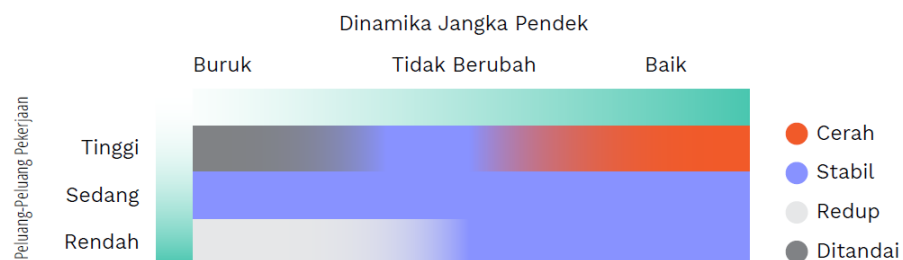 Dinamika Jangka Pendek
Buruk Tidak Berubah Baik
Peluang-Peluang Pekerjaan
Tinggi
Sedang
Rendah
Cerah
Stabil
Redup
Ditandai